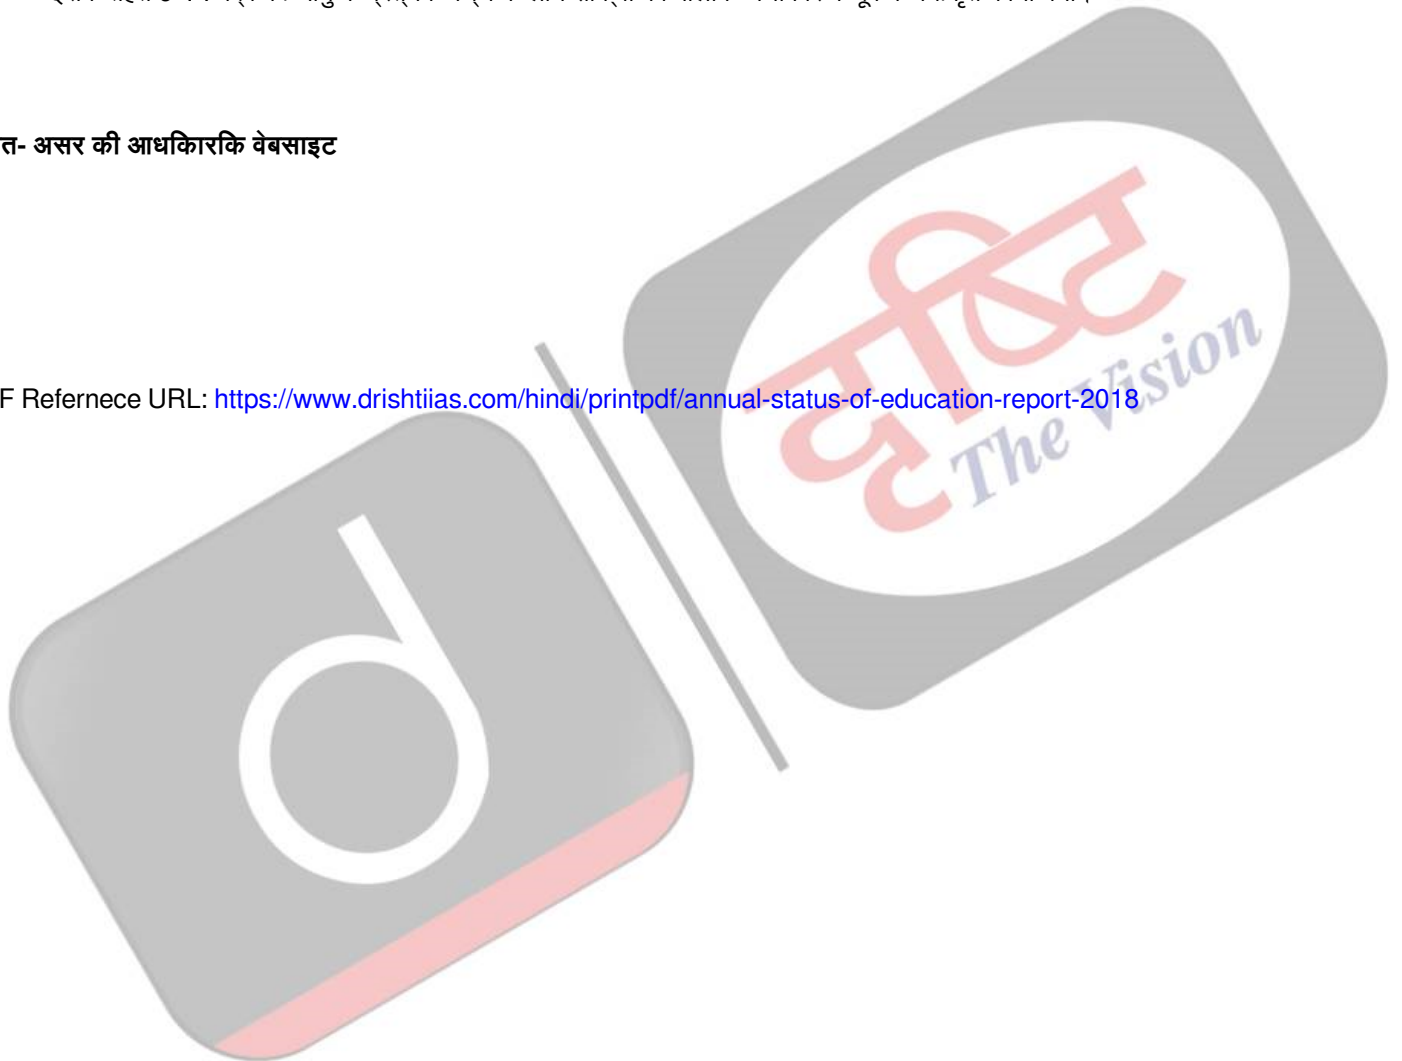 त- असर की आधिकारिक वेबसाइट
F Refernece URL: https://www.drishtiias.com/hindi/printpdf/annual-status-of-education-report-2018
दृष्टि
The Vision
d